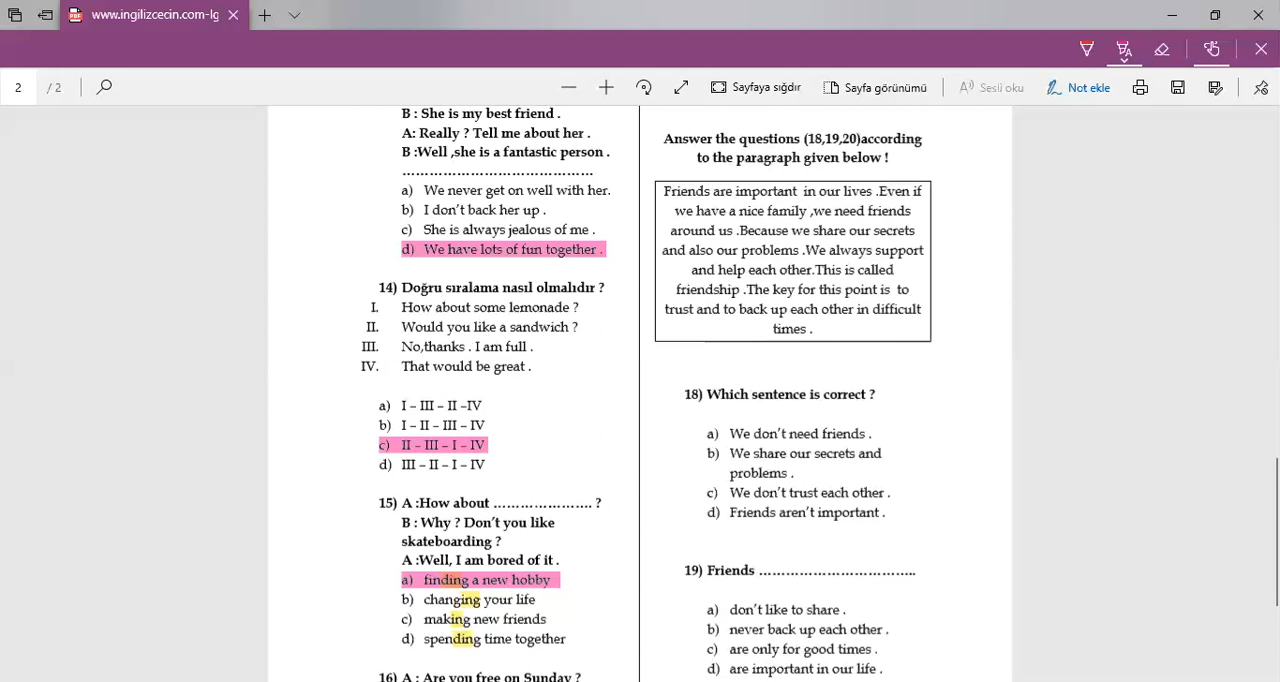 www.ingilizcecin.com-lg
2 / 2
Sayfaya sığdır
Sayfa görünümü
Sesli oku
Not ekle
B : She is my best friend .
A: Really ? Tell me about her .
B :Well ,she is a fantastic person .
……………………………………
a) We never get on well with her.
b) I don’t back her up .
c) She is always jealous of me .
d) We have lots of fun together .
14) Doğru sıralama nasıl olmalıdır ?
I. How about some lemonade ?
II. Would you like a sandwich ?
III. No,thanks . I am full .
IV. That would be great .
a) I – III – II –IV
b) I – II – III – IV
c) II – III – I – IV
d) III – II – I – IV
15) A :How about …………………. ?
B : Why ? Don’t you like
skateboarding ?
A :Well, I am bored of it .
a) finding a new hobby
b) changing your life
c) making new friends
d) spending time together
16) A : Are you free on Sunday ?
Answer the questions (18,19,20)according
to the paragraph given below !
Friends are important in our lives .Even if
we have a nice family ,we need friends
around us .Because we share our secrets
and also our problems .We always support
and help each other.This is called
friendship .The key for this point is to
trust and to back up each other in difficult
times .
18) Which sentence is correct ?
a) We don’t need friends .
b) We share our secrets and
problems .
c) We don’t trust each other .
d) Friends aren’t important .
19) Friends ……………………………..
a) don’t like to share .
b) never back up each other .
c) are only for good times .
d) are important in our life .